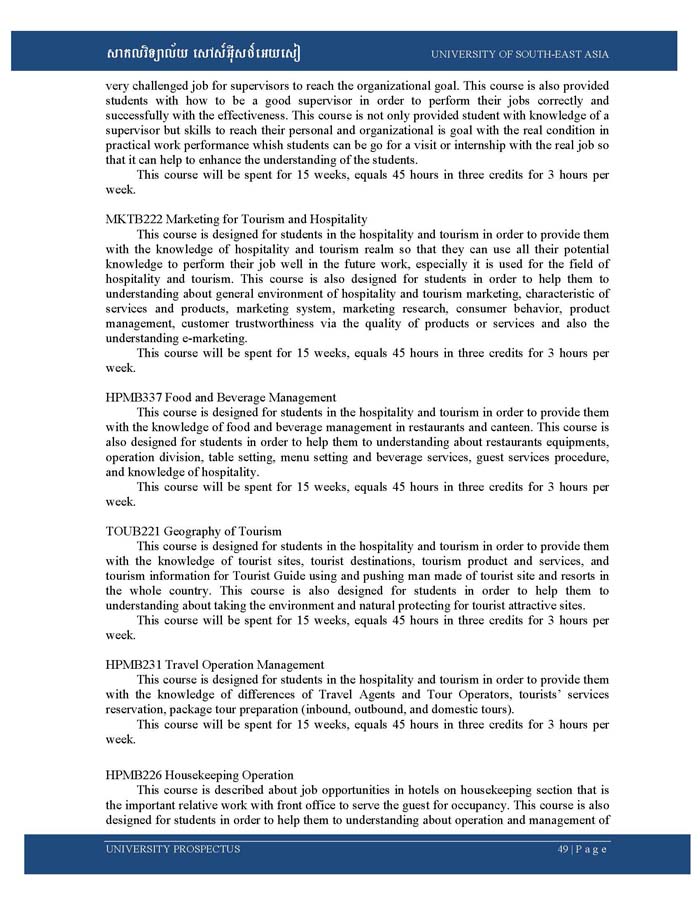 សាកលវិទ្យាល័យ សៅស៍អ៊ីសថ៍អេយសៀ UNIVERSITY OF SOUTH-EAST ASIA
very challenged job for supervisors to reach the organizational goal. This course is also provided
students with how to be a good supervisor in order to perform their jobs correctly and
successfully with the effectiveness. This course is not only provided student with knowledge of a
supervisor but skills to reach their personal and organizational is goal with the real condition in
practical work performance whish students can be go for a visit or internship with the real job so
that it can help to enhance the understanding of the students.
This course will be spent for 15 weeks, equals 45 hours in three credits for 3 hours per
week.
MKTB222 Marketing for Tourism and Hospitality
This course is designed for students in the hospitality and tourism in order to provide them
with the knowledge of hospitality and tourism realm so that they can use all their potential
knowledge to perform their job well in the future work, especially it is used for the field of
hospitality and tourism. This course is also designed for students in order to help them to
understanding about general environment of hospitality and tourism marketing, characteristic of
services and products, marketing system, marketing research, consumer behavior, product
management, customer trustworthiness via the quality of products or services and also the
understanding e-marketing.
This course will be spent for 15 weeks, equals 45 hours in three credits for 3 hours per
week.
HPMB337 Food and Beverage Management
This course is designed for students in the hospitality and tourism in order to provide them
with the knowledge of food and beverage management in restaurants and canteen. This course is
also designed for students in order to help them to understanding about restaurants equipments,
operation division, table setting, menu setting and beverage services, guest services procedure,
and knowledge of hospitality.
This course will be spent for 15 weeks, equals 45 hours in three credits for 3 hours per
week.
TOUB221 Geography of Tourism
This course is designed for students in the hospitality and tourism in order to provide them
with the knowledge of tourist sites, tourist destinations, tourism product and services, and
tourism information for Tourist Guide using and pushing man made of tourist site and resorts in
the whole country. This course is also designed for students in order to help them to
understanding about taking the environment and natural protecting for tourist attractive sites.
This course will be spent for 15 weeks, equals 45 hours in three credits for 3 hours per
week.
HPMB231 Travel Operation Management
This course is designed for students in the hospitality and tourism in order to provide them
with the knowledge of differences of Travel Agents and Tour Operators, tourists’ services
reservation, package tour preparation (inbound, outbound, and domestic tours).
This course will be spent for 15 weeks, equals 45 hours in three credits for 3 hours per
week.
HPMB226 Housekeeping Operation
This course is described about job opportunities in hotels on housekeeping section that is
the important relative work with front office to serve the guest for occupancy. This course is also
designed for students in order to help them to understanding about operation and management of
UNIVERSITY PROSPECTUS 49 | P a g e